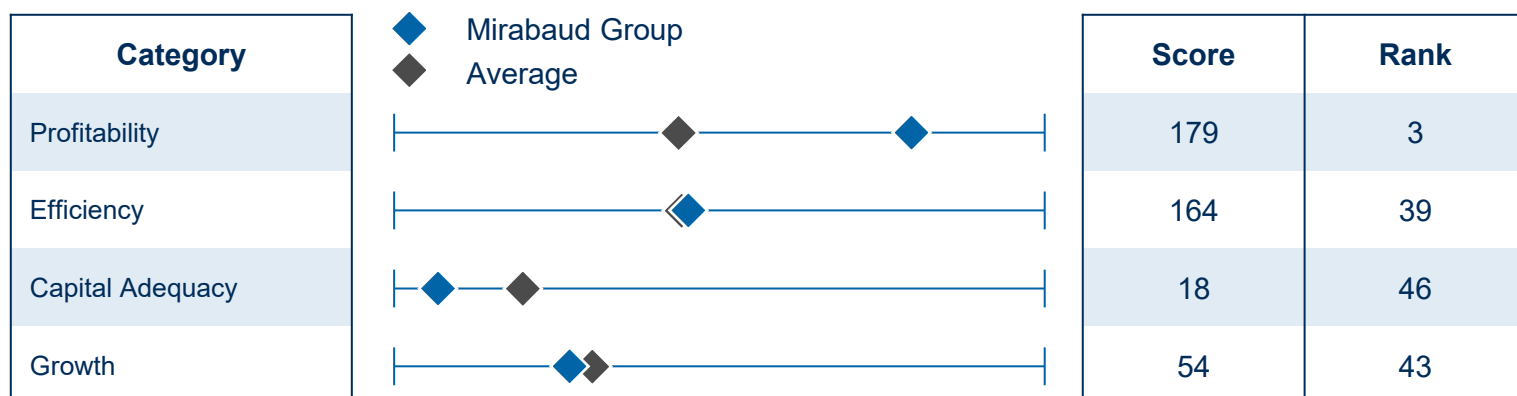 Category
Mirabaud Group
Average
Score Rank
Profitability 179 3
Efficiency 164 39
Capital Adequacy 18 46
Growth 54 43